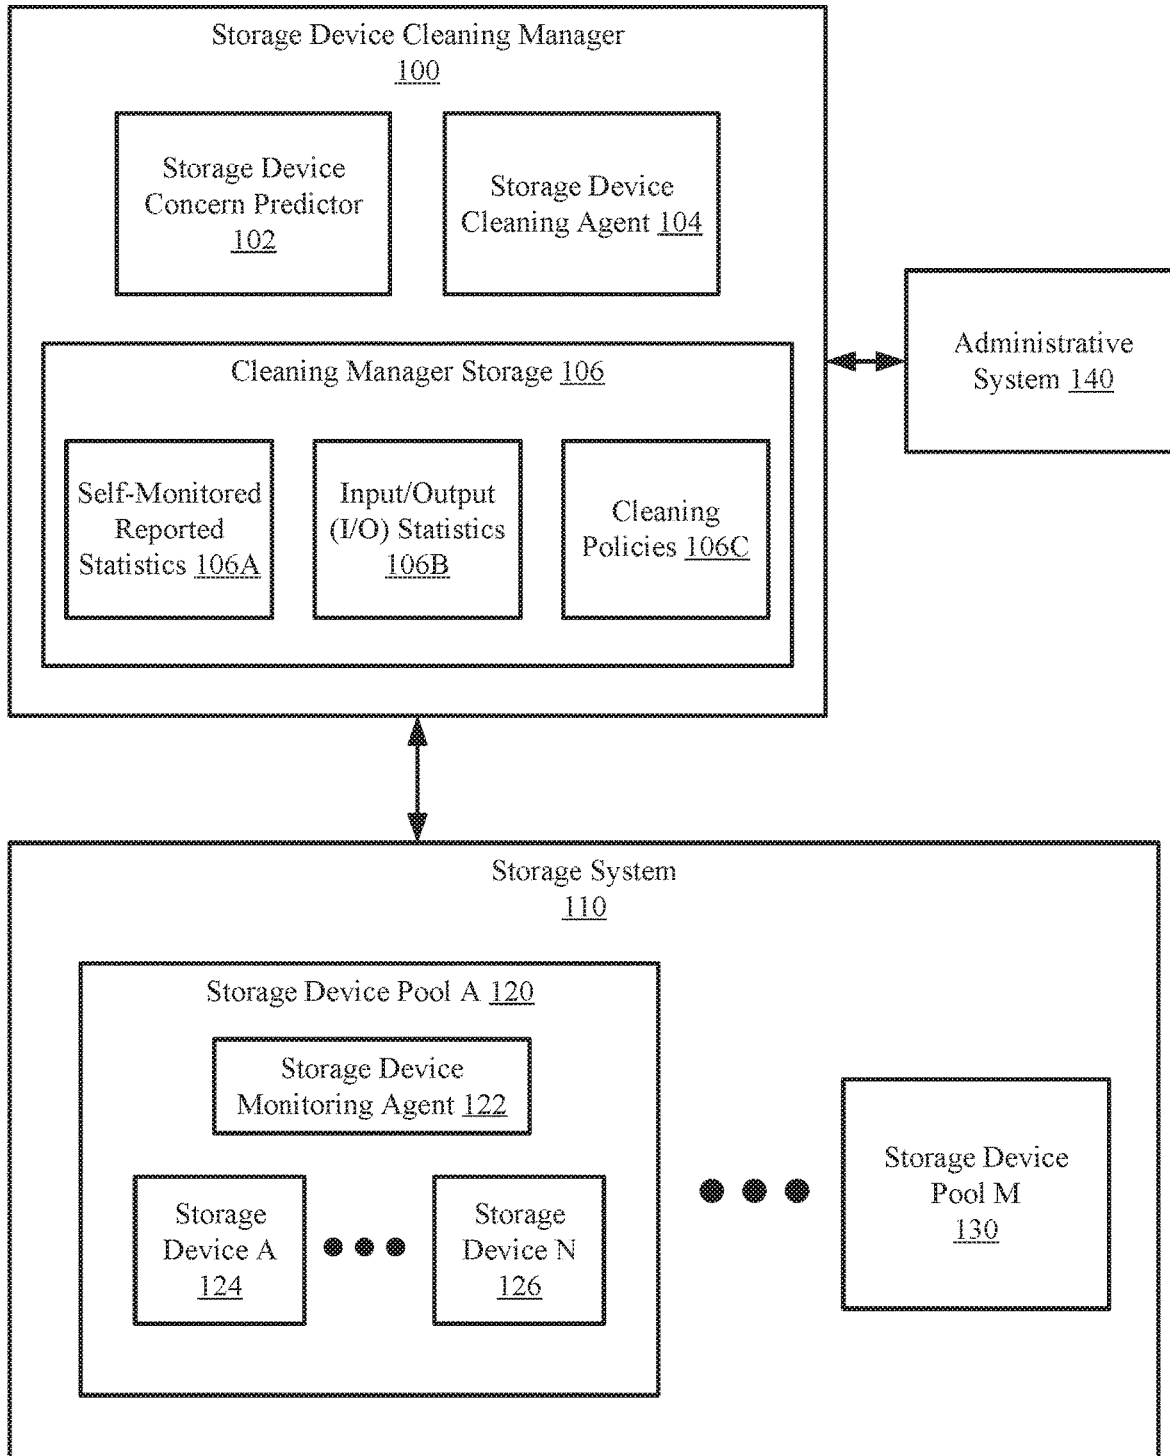 Storage Device Cleaning Manager
100
Storage Device
Concern Predictor
102
Storage Device
Cleaning Agent 104
Cleaning Manager Storage 106
Self-Monitored
Reported
Statistics 106A
Input/Output
(I/O) Statistics
106B
Cleaning
Policies 106C
Administrative
System 140
Storage System
110
Storage Device Pool A 120
Storage Device
Monitoring Agent 122
Storage
Device A
124
Storage
Device N
126
Storage Device
Pool M
130